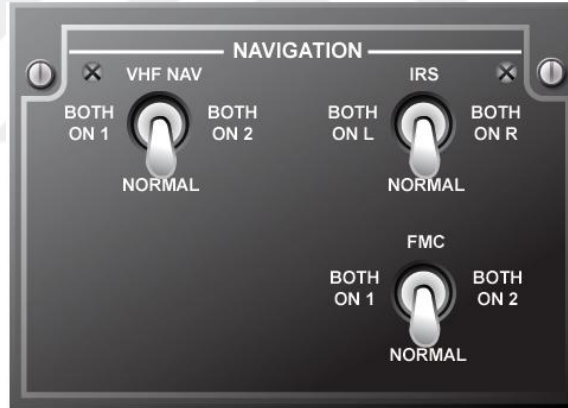 NAVIGATION
VHF NAV
BOTH ON 1
BOTH ON 2
NORMAL
IRS
BOTH ON L
BOTH ON R
NORMAL
FMC
BOTH ON 1
BOTH ON 2
NORMAL